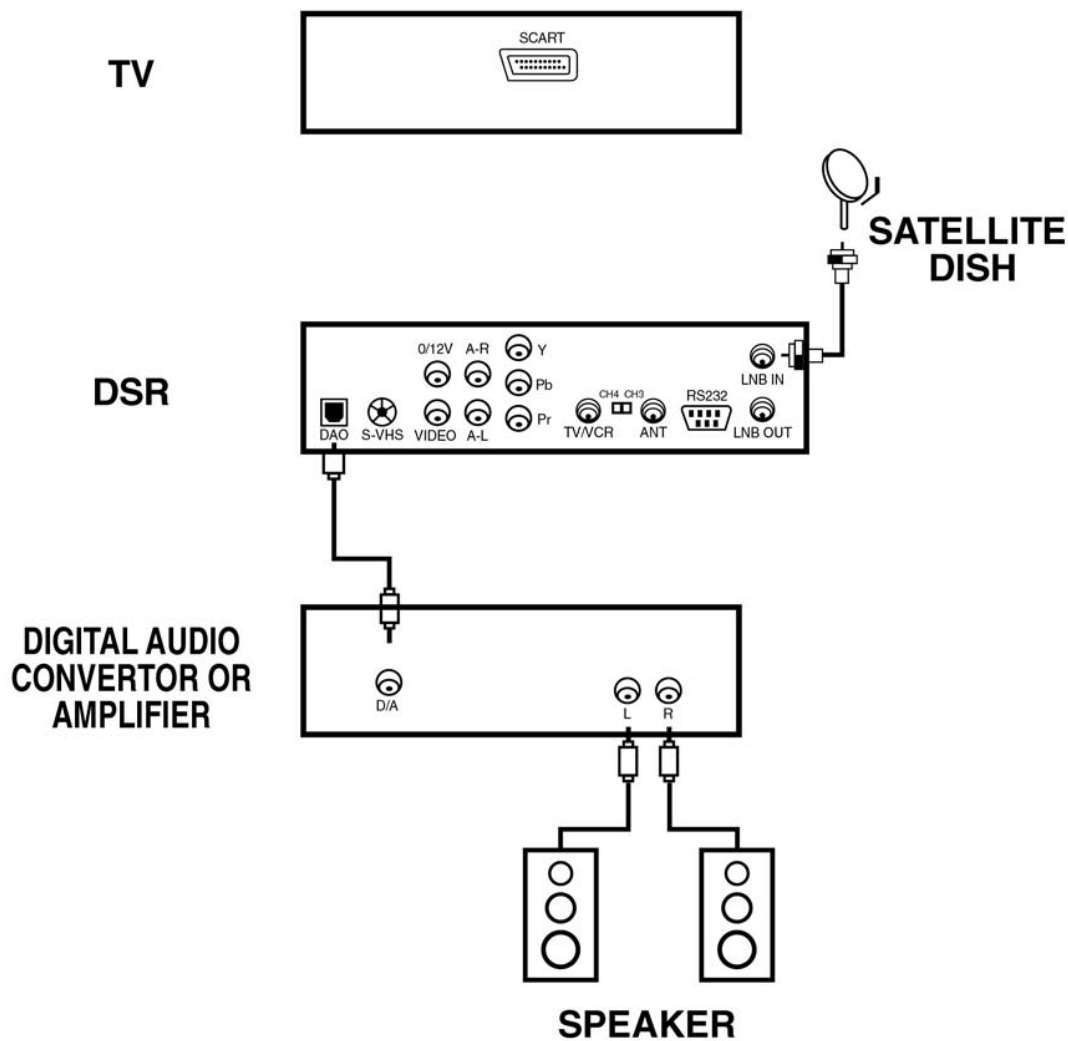 SCART
TV
SATELLITE
DISH
0/12V A-R Y
Pb
LNB IN
DSR
CH4 CH3 RS232
Pr
DAO S-VHS VIDEO A-L TV/VCR ANT LNB OUT
DIGITAL AUDIO
CONVERTOR OR
AMPLIFIER
D/A L R
SPEAKER